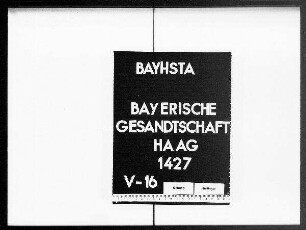 BAYHSTA
BAYERISCHE
GESANDTSCHAFT
HAAG
1427
V-16